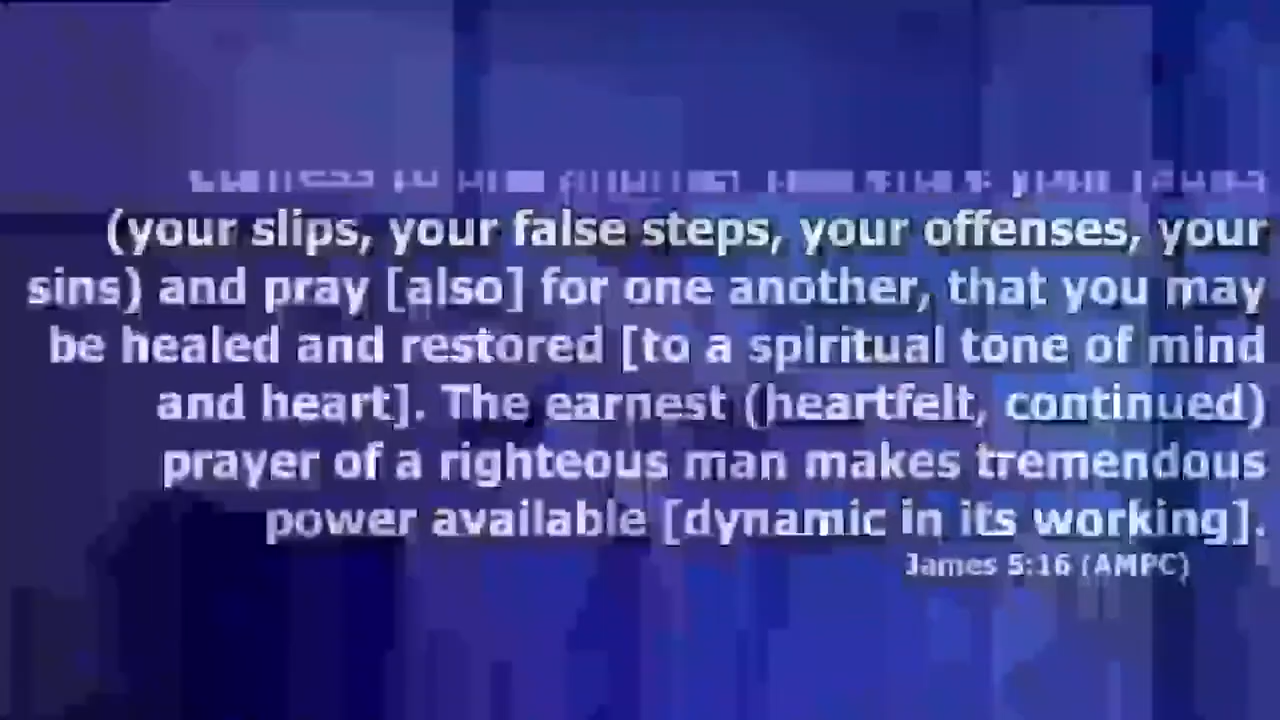 (your slips, your false steps, your offenses, your
sins) and pray [also] for one another, that you may
be healed and restored [to a spiritual tone of mind
and heart]. The earnest (heartfelt, continued)
prayer of a righteous man makes tremendous
power available [dynamic in its working].
James 5:16 (AMPC)